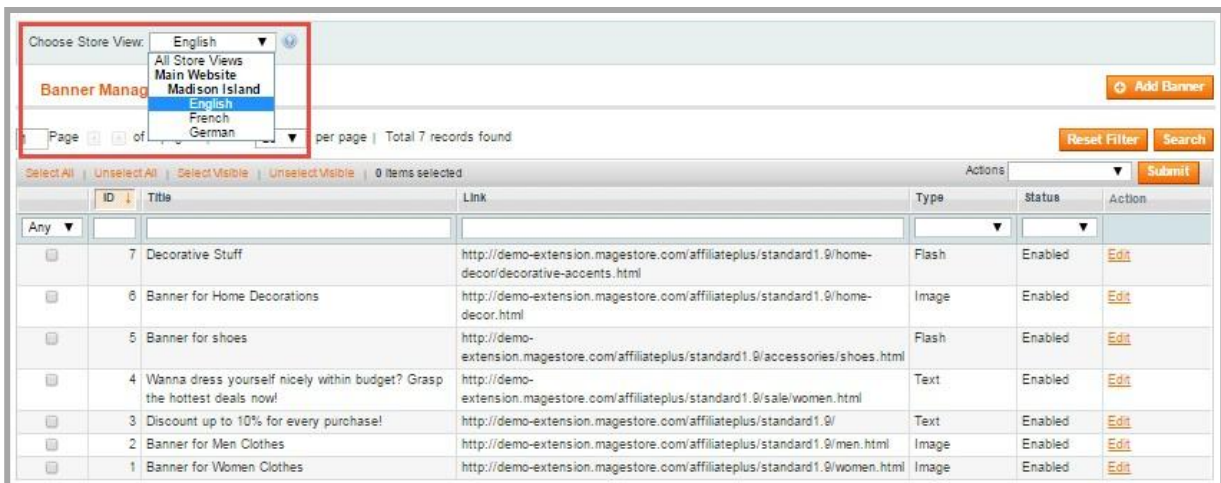 Choose Store View: English
All Store Views
Main Website
Madison Island
English
French
German
Banner Manag
Add Banner
Page of per page | Total 7 records found
Reset Filter Search
Select All | Unselect All | Select Visible | Unselect Visible | 0 items selected Actions Submit
ID Title Link Type Status Action
Any
7 Decorative Stuff http://demo-extension.magestore.com/affiliateplus/standard1.9/home- Flash Enabled Edit
decor/decorative-accents.html
6 Banner for Home Decorations http://demo-extension.magestore.com/affiliateplus/standard1.9/home- Image Enabled Edit
decor.html
5 Banner for shoes http://demo- Flash Enabled Edit
extension.magestore.com/affiliateplus/standard1.9/accessories/shoes.html
4 Wanna dress yourself nicely within budget? Grasp http://demo- Text Enabled Edit
the hottest deals now! extension.magestore.com/affiliateplus/standard1.9/sale/women.html
3 Discount up to 10% for every purchase! http://demo-extension.magestore.com/affiliateplus/standard1.9/ Text Enabled Edit
2 Banner for Men Clothes http://demo-extension.magestore.com/affiliateplus/standard1.9/men.html Image Enabled Edit
1 Banner for Women Clothes http://demo-extension.magestore.com/affiliateplus/standard1.9/women.html Image Enabled Edit